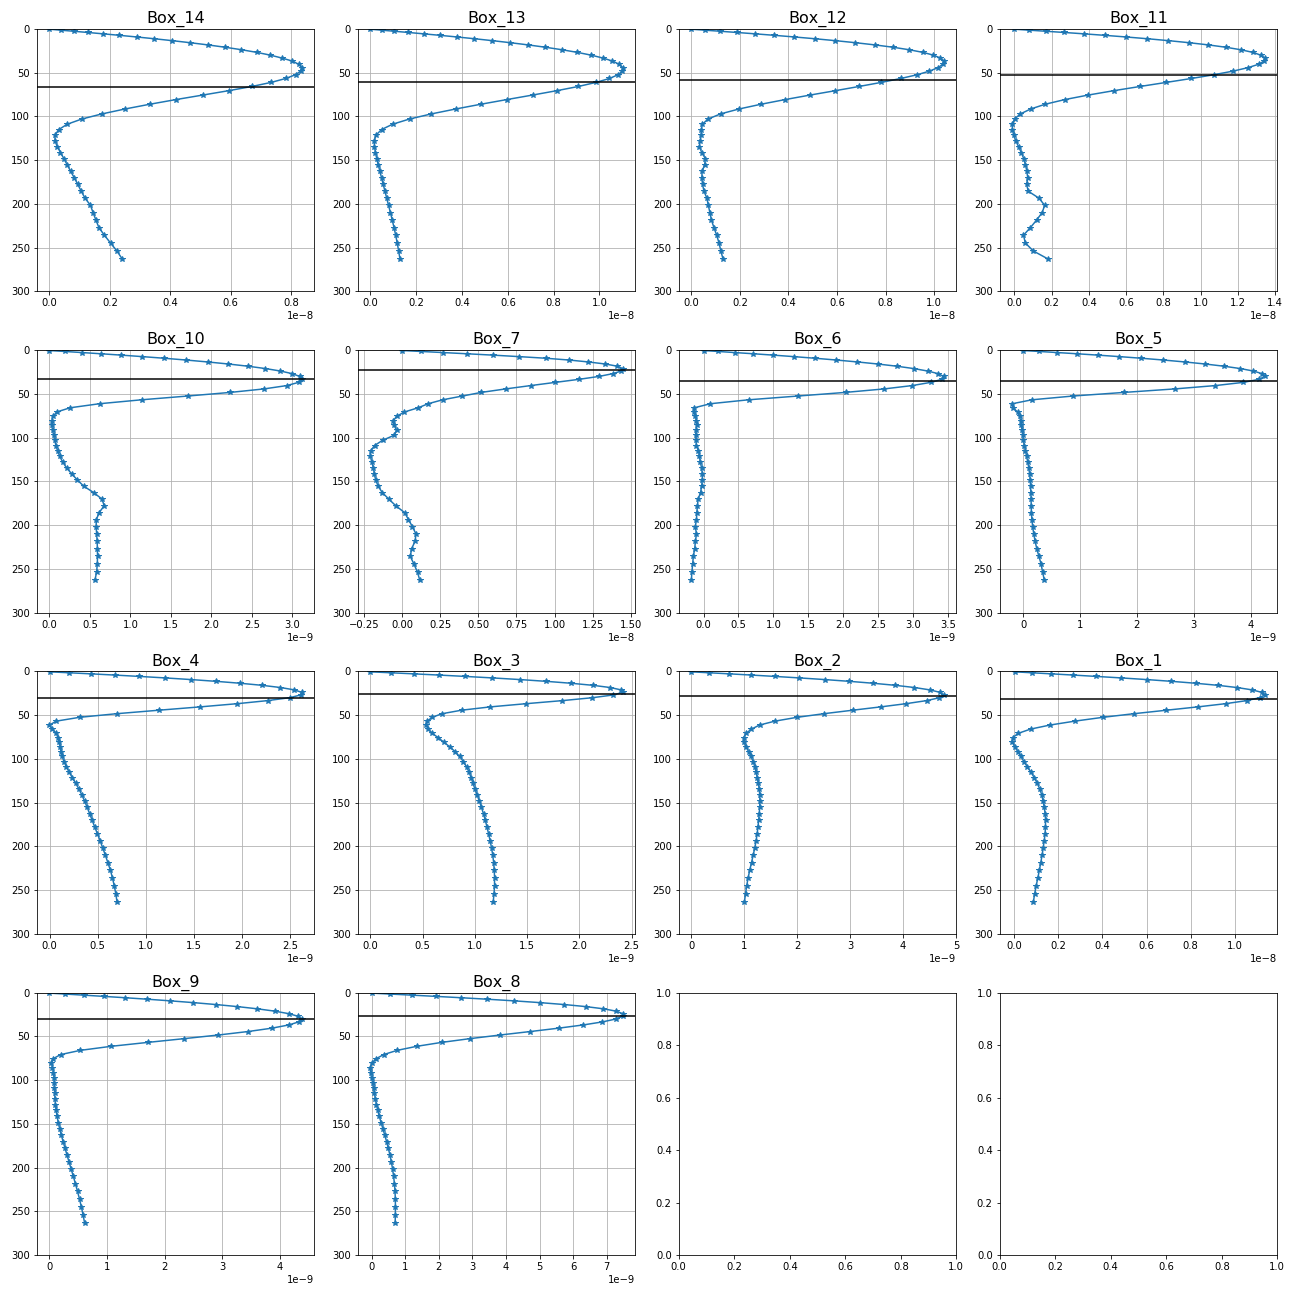 Box_14 Box_13 Box_12 Box_11
0 0 0 0
50 50 50 50
100 100 100 100
150 150 150 150
200 200 200 200
250 250 250 250
300 300 300 300
0.0 0.2 0.4 0.6 0.8 0.0 0.2 0.4 0.6 0.8 1.0 0.0 0.2 0.4 0.6 0.8 1.0 0.0 0.2 0.4 0.6 0.8 1.0 1.2 1.4
1e−8 1e−8 1e−8 1e−8
Box_10 Box_7 Box_6 Box_5
0 0 0 0
50 50 50 50
100 100 100 100
150 150 150 150
200 200 200 200
250 250 250 250
300 300 300 300
0.0 0.5 1.0 1.5 2.0 2.5 3.0 −0.25 0.00 0.25 0.50 0.75 1.00 1.25 1.50 0.0 0.5 1.0 1.5 2.0 2.5 3.0 3.5 0 1 2 3 4
1e−9 1e−8 1e−9 1e−9
Box_4 Box_3 Box_2 Box_1
0 0 0 0
50 50 50 50
100 100 100 100
150 150 150 150
200 200 200 200
250 250 250 250
300 300 300 300
0.0 0.5 1.0 1.5 2.0 2.5 0.0 0.5 1.0 1.5 2.0 2.5 0 1 2 3 4 5 0.0 0.2 0.4 0.6 0.8 1.0
1e−9 1e−9 1e−9 1e−8
Box_9 Box_8
0 0 1.0 1.0
50 50 0.8 0.8
100 100 0.6 0.6
150 150 0.4 0.4
200 200 0.2 0.2
250 250
300 300 0.0 0.0
0 1 2 3 4 0 1 2 3 4 5 6 7 0.0 0.2 0.4 0.6 0.8 1.0 0.0 0.2 0.4 0.6 0.8 1.0
1e−9 1e−9